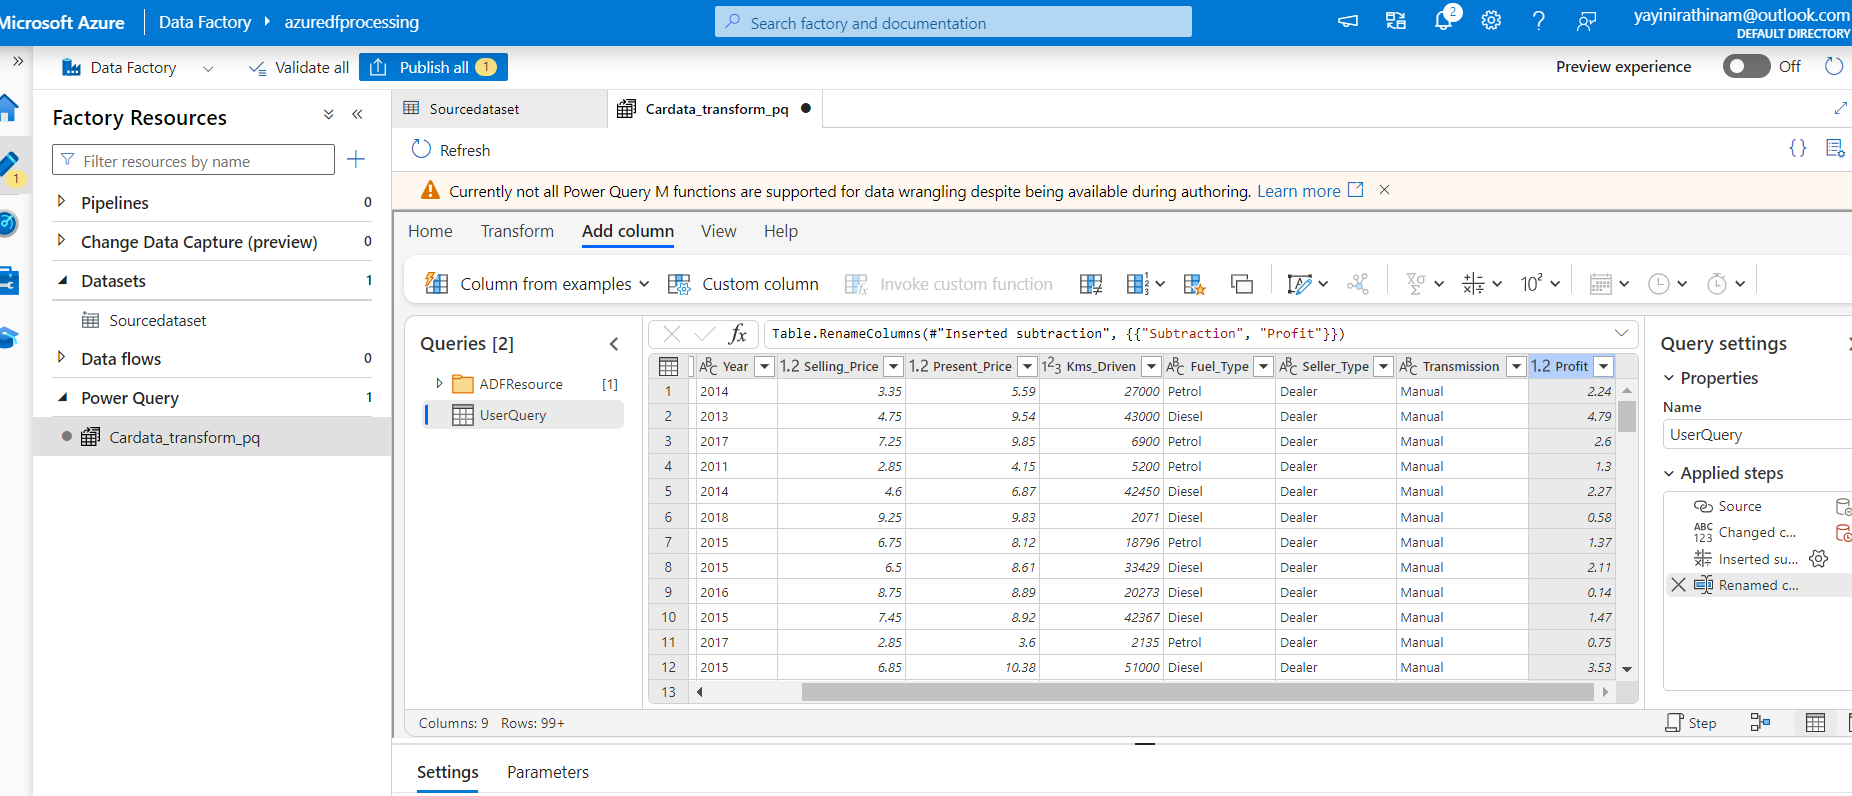 Microsoft Azure Data Factory azuredfprocessing Search factory and documentation 2 yayinirathinam@outlook.com
DEFAULT DIRECTORY
Data Factory Validate all Publish all 1 Preview experience Off
Factory Resources
Filter resources by name
1
Pipelines 0
Change Data Capture (preview) 0
Datasets 1
Sourcedataset
Data flows 0
Power Query 1
Cardata_transform_pq
Sourcedataset Cardata_transform_pq
Refresh
Currently not all Power Query M functions are supported for data wrangling despite being available during authoring. Learn more
Home Transform Add column View Help
Column from examples Custom column Invoke custom function 10²
Queries [2]
ADFResource [1]
UserQuery
fx Table.RenameColumns(#"Inserted subtraction", {{"Subtraction", "Profit"}})
ABC Year 1.2 Selling_Price 1.2 Present_Price 123 Kms_Driven ABC Fuel_Type ABC Seller_Type ABC Transmission 1.2 Profit
1 2014 3.35 5.59 27000 Petrol Dealer Manual 2.24
2 2013 4.75 9.54 43000 Diesel Dealer Manual 4.79
3 2017 7.25 9.85 6900 Petrol Dealer Manual 2.6
4 2011 2.85 4.15 5200 Petrol Dealer Manual 1.3
5 2014 4.6 6.87 42450 Diesel Dealer Manual 2.27
6 2018 9.25 9.83 2071 Diesel Dealer Manual 0.58
7 2015 6.75 8.12 18796 Petrol Dealer Manual 1.37
8 2015 6.5 8.61 33429 Diesel Dealer Manual 2.11
9 2016 8.75 8.89 20273 Diesel Dealer Manual 0.14
10 2015 7.45 8.92 42367 Diesel Dealer Manual 1.47
11 2017 2.85 3.6 2135 Petrol Dealer Manual 0.75
12 2015 6.85 10.38 51000 Diesel Dealer Manual 3.53
13
Columns: 9 Rows: 99+
Query settings
Properties
Name
UserQuery
Applied steps
Source
ABC 123 Changed c...
Inserted su...
Renamed c...
Step
Settings Parameters